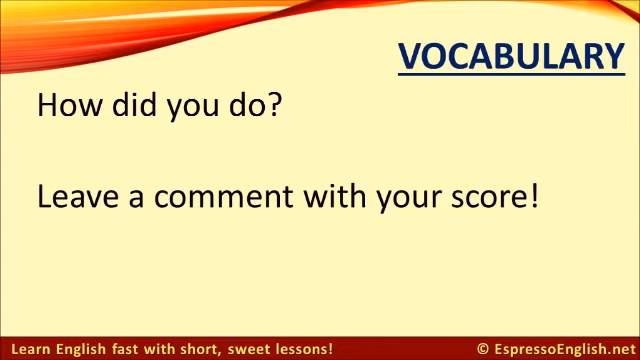 VOCABULARY
How did you do?
Leave a comment with your score!
Learn English fast with short, sweet lessons!
© EspressoEnglish.net